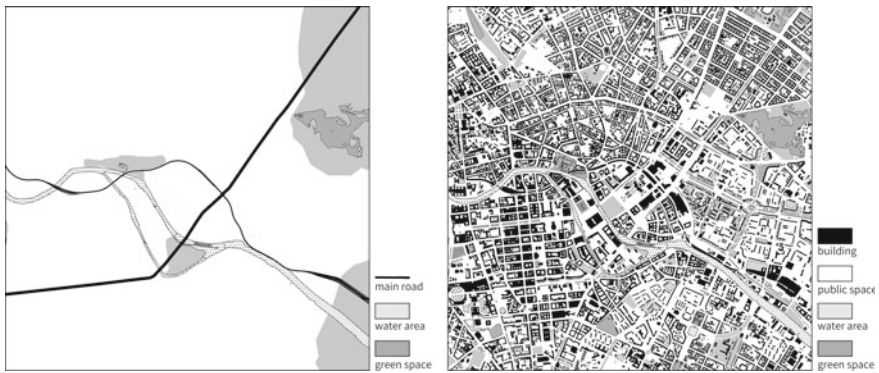 main road
water area
green space
building
public space
water area
green space